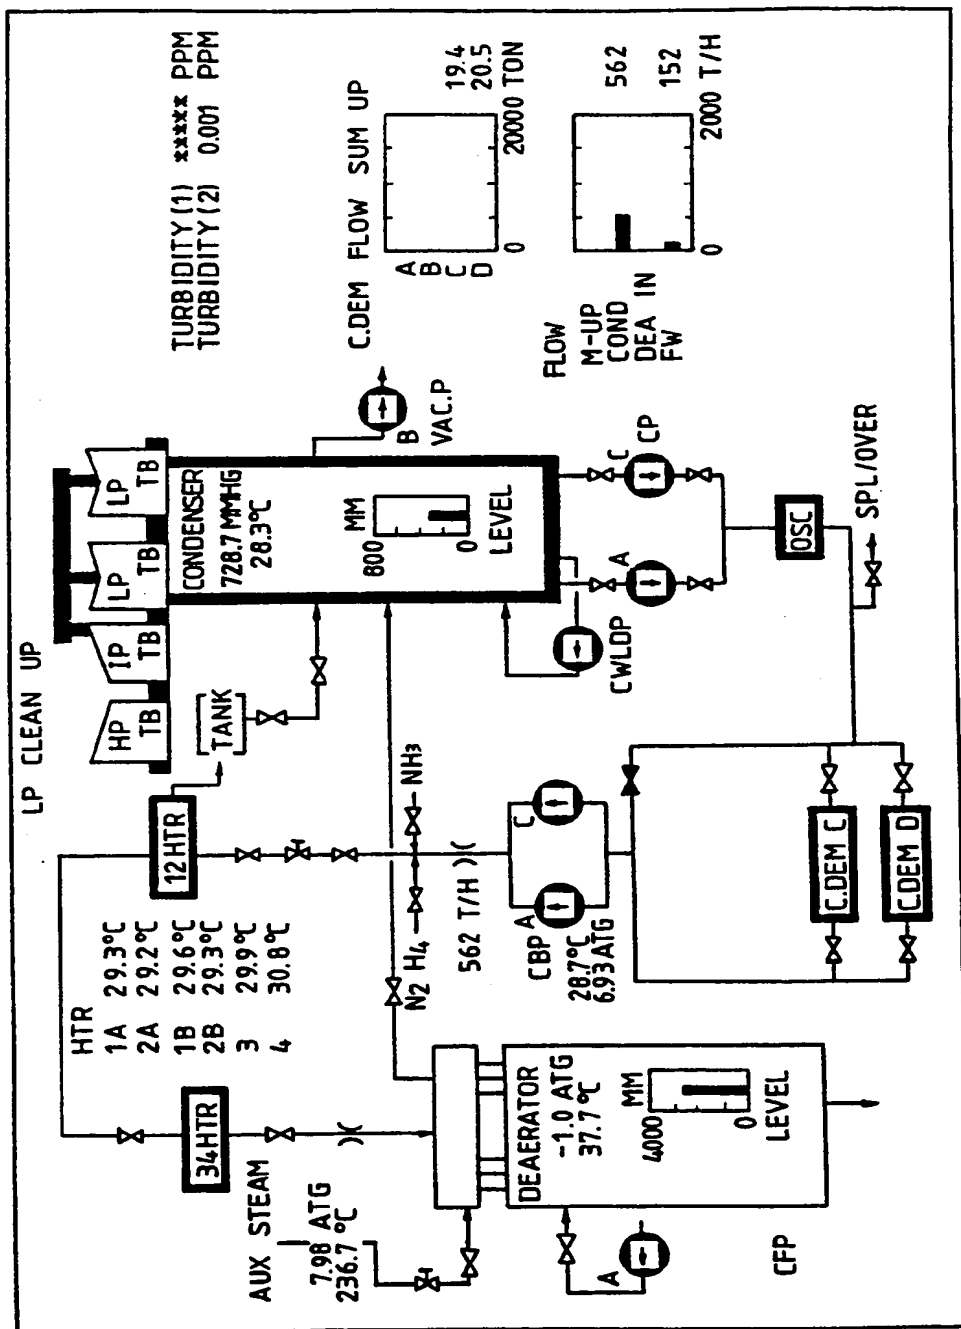 LP CLEAN UP
TURBIDITY(1) ***** PPM
TURBIDITY(2) 0.001 PPM
HP TB
IP TB
LP TB
LP TB
12 HTR
[TANK]
34HTR
HTR
1A 29.3°C
2A 29.2°C
1B 29.6°C
2B 29.3°C
3 29.9°C
4 30.8°C
AUX STEAM
7.98 ATG
236.7 °C
CONDENSER
728.7 MMHG
28.3°C
MM
800
0
LEVEL
B
VAC.P
C.DEM FLOW SUM UP
A
B
C 19.4
D 20.5
0 20000 TON
FLOW
M-UP
COND 562
DEA IN
FW 152
0 2000 T/H
N2 H4
NH3
562 T/H
CBP
A
C
28.7°C
6.93 ATG
CWLDP
A
C
CP
DEAERATOR
-1.0 ATG
37.7 °C
MM
4000
0
LEVEL
A
CFP
C.DEM C
C.DEM D
OSC
SPL/OVER